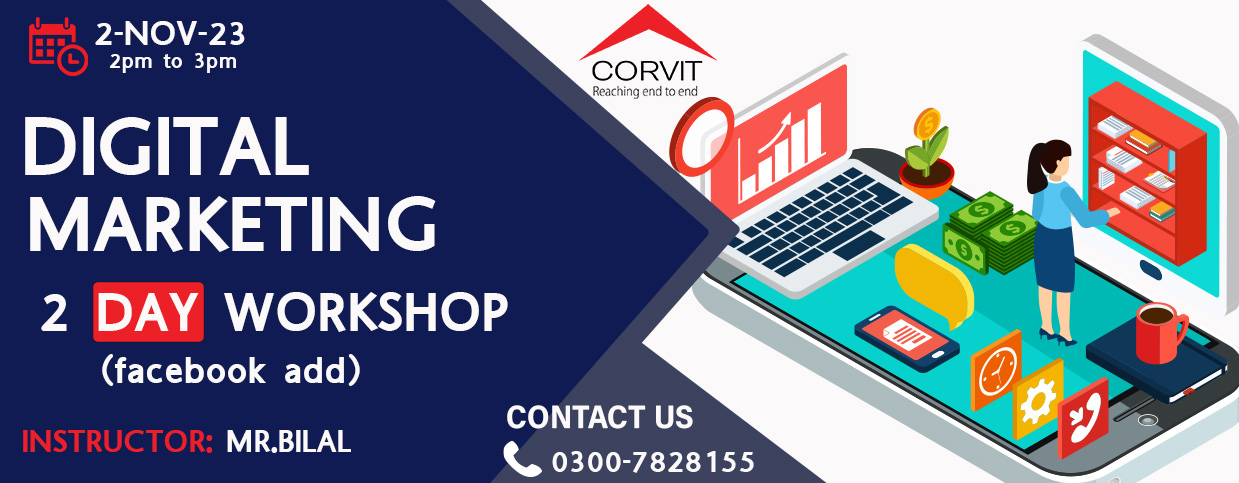 2-NOV-23
2pm to 3pm
CORVIT
Reaching end to end
DIGITAL
MARKETING
2 DAY WORKSHOP
(facebook add)
INSTRUCTOR: MR.BILAL
CONTACT US
0300-7828155